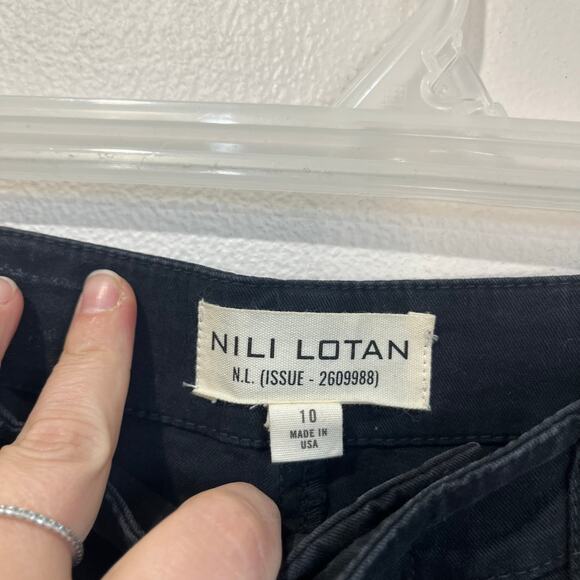 NILI LOTAN
N.L. (ISSUE - 2609988)
10
MADE IN
USA